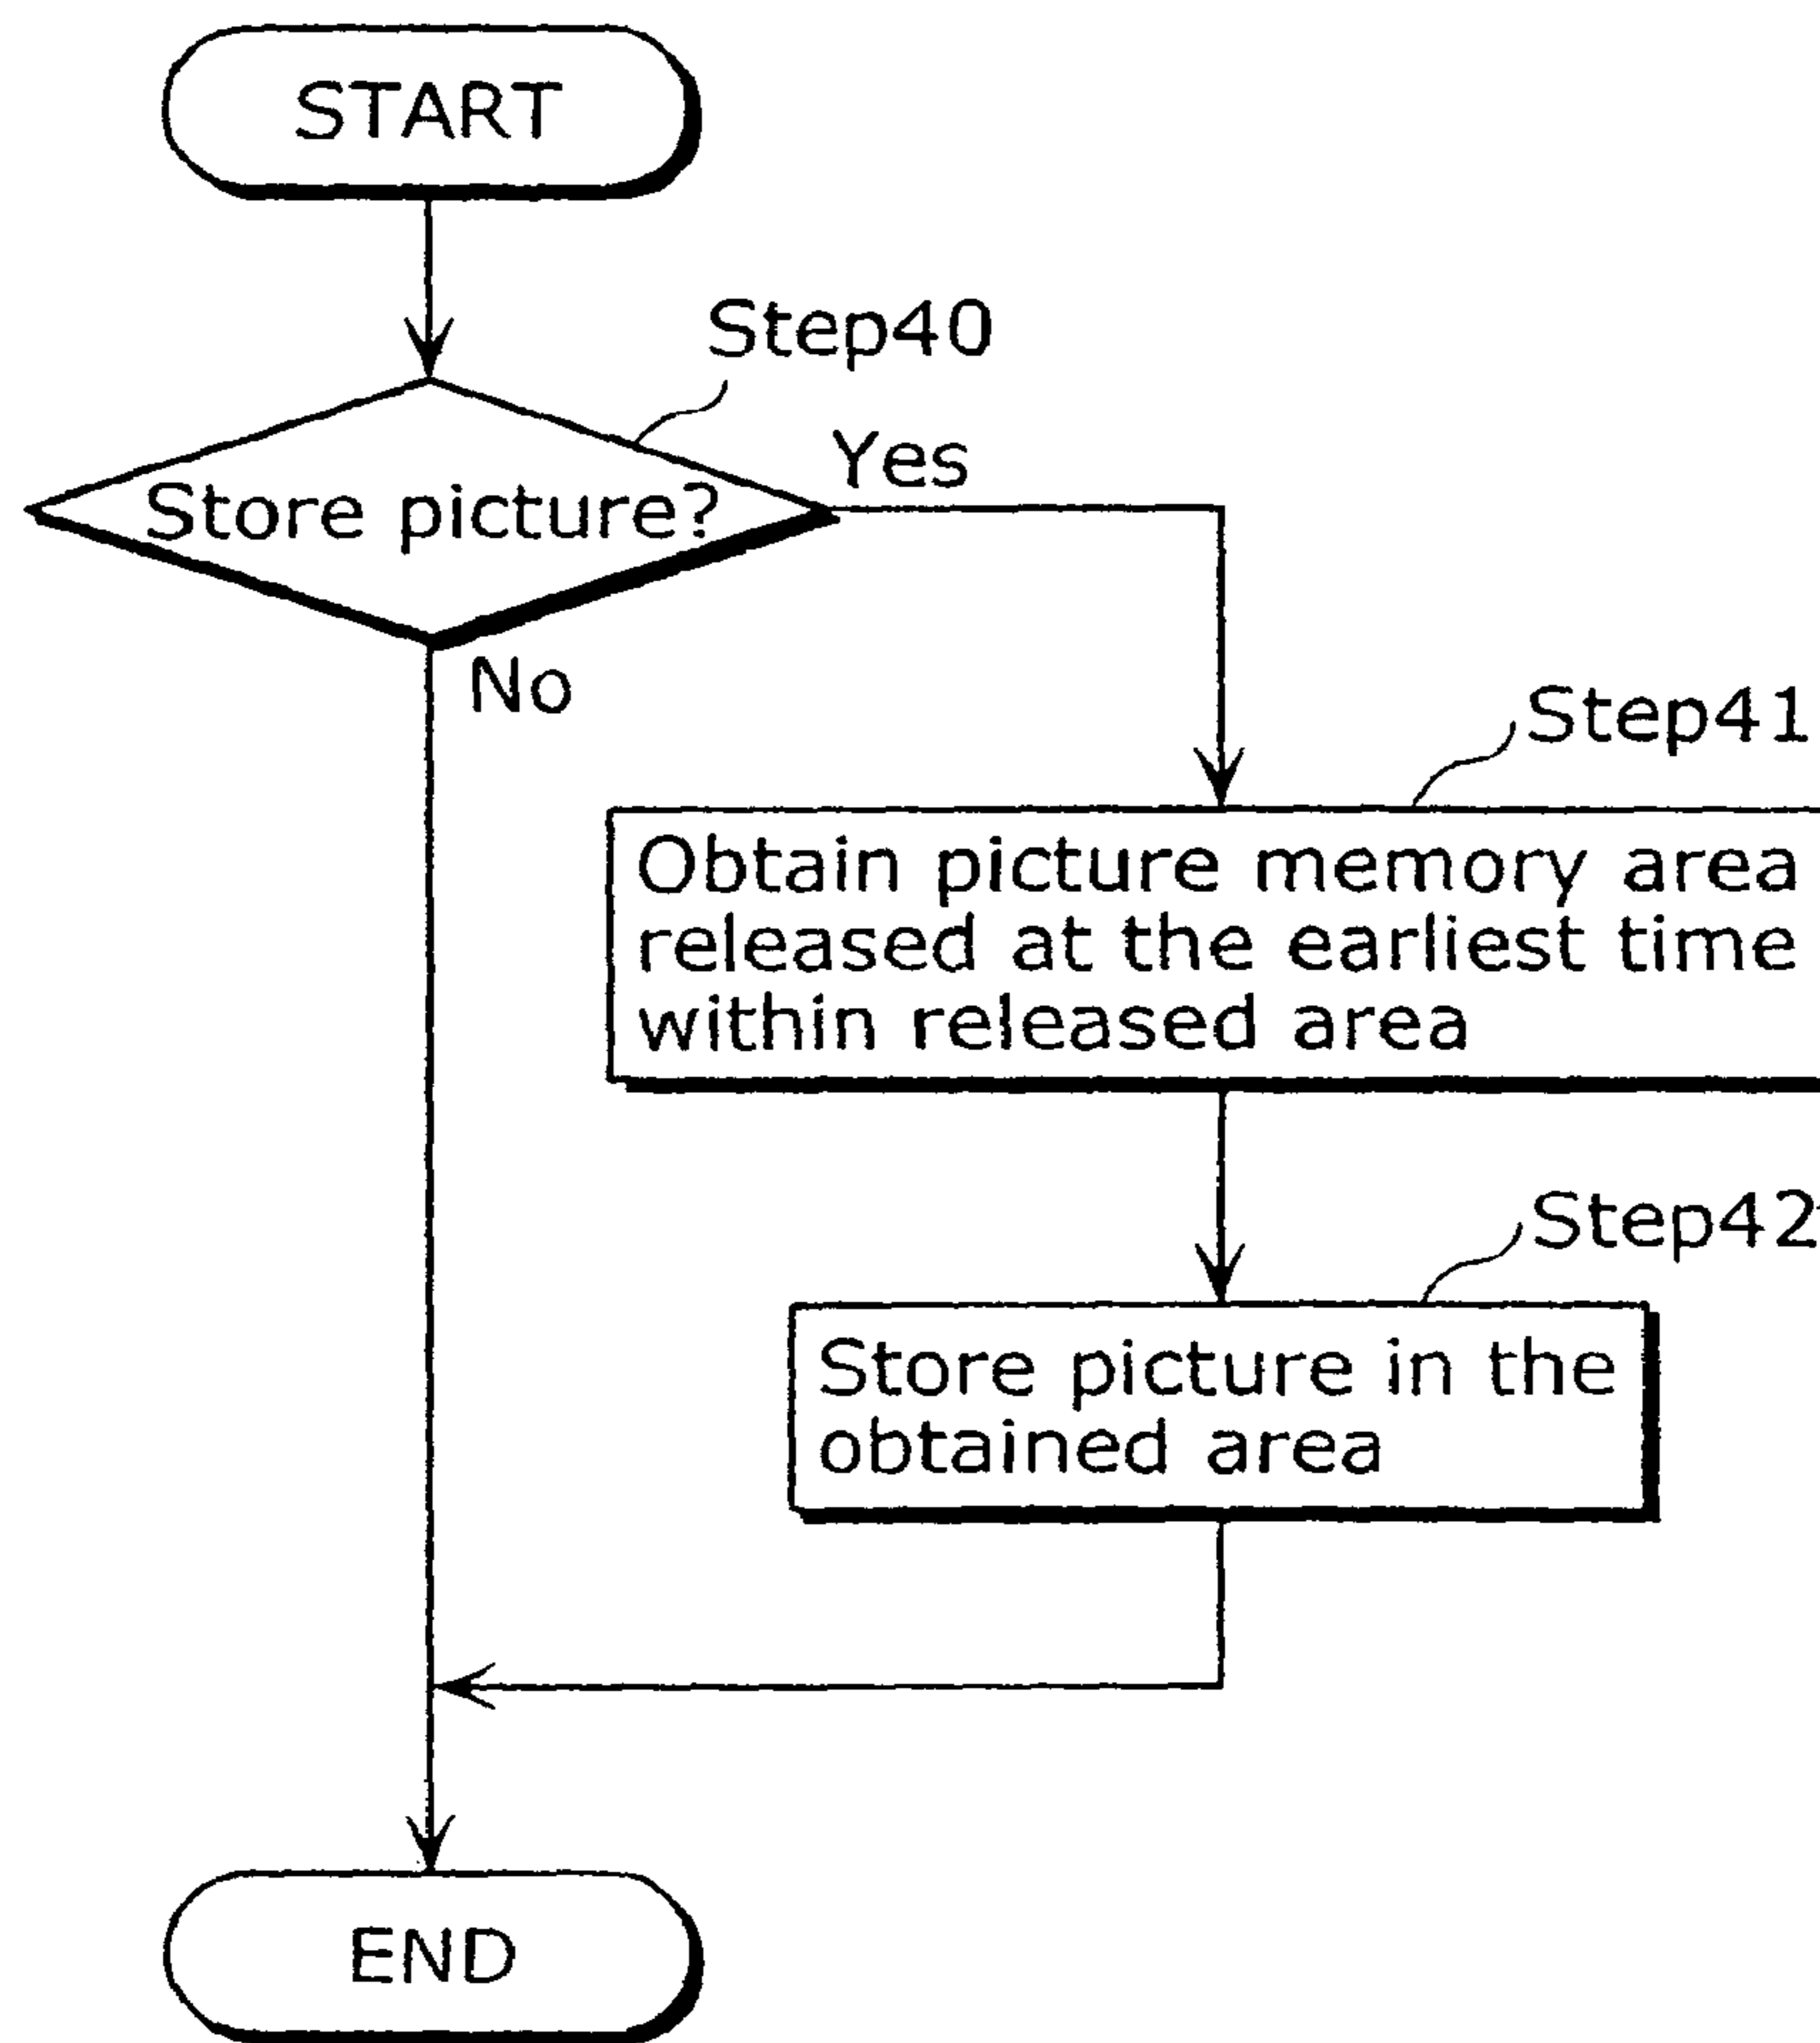 START
Step40
Store picture?
Yes
No
Step41
Obtain picture memory area
released at the earliest time
within released area
Step42
Store picture in the
obtained area
END